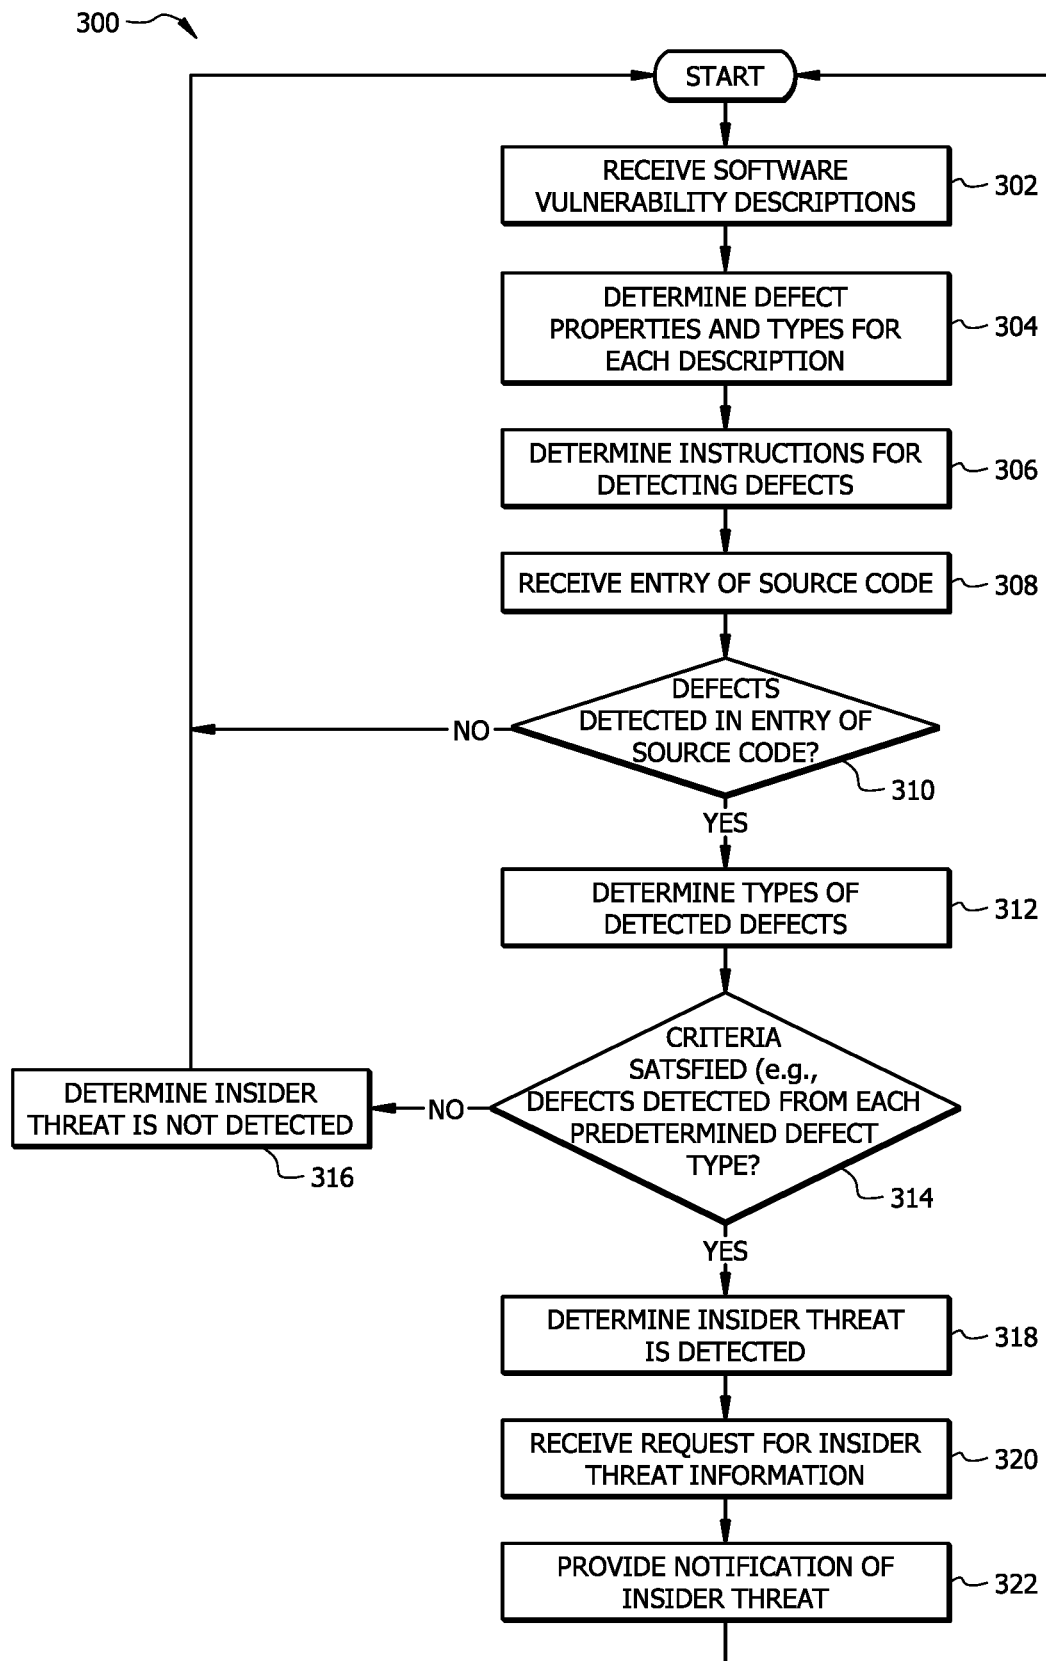 300
START
RECEIVE SOFTWARE
VULNERABILITY DESCRIPTIONS
302
DETERMINE DEFECT
PROPERTIES AND TYPES FOR
EACH DESCRIPTION
304
DETERMINE INSTRUCTIONS FOR
DETECTING DEFECTS
306
RECEIVE ENTRY OF SOURCE CODE
308
DEFECTS
DETECTED IN ENTRY OF
SOURCE CODE?
310
NO
YES
DETERMINE TYPES OF
DETECTED DEFECTS
312
CRITERIA
SATSFIED (e.g.,
DEFECTS DETECTED FROM EACH
PREDETERMINED DEFECT
TYPE?
314
NO
DETERMINE INSIDER
THREAT IS NOT DETECTED
316
YES
DETERMINE INSIDER THREAT
IS DETECTED
318
RECEIVE REQUEST FOR INSIDER
THREAT INFORMATION
320
PROVIDE NOTIFICATION OF
INSIDER THREAT
322